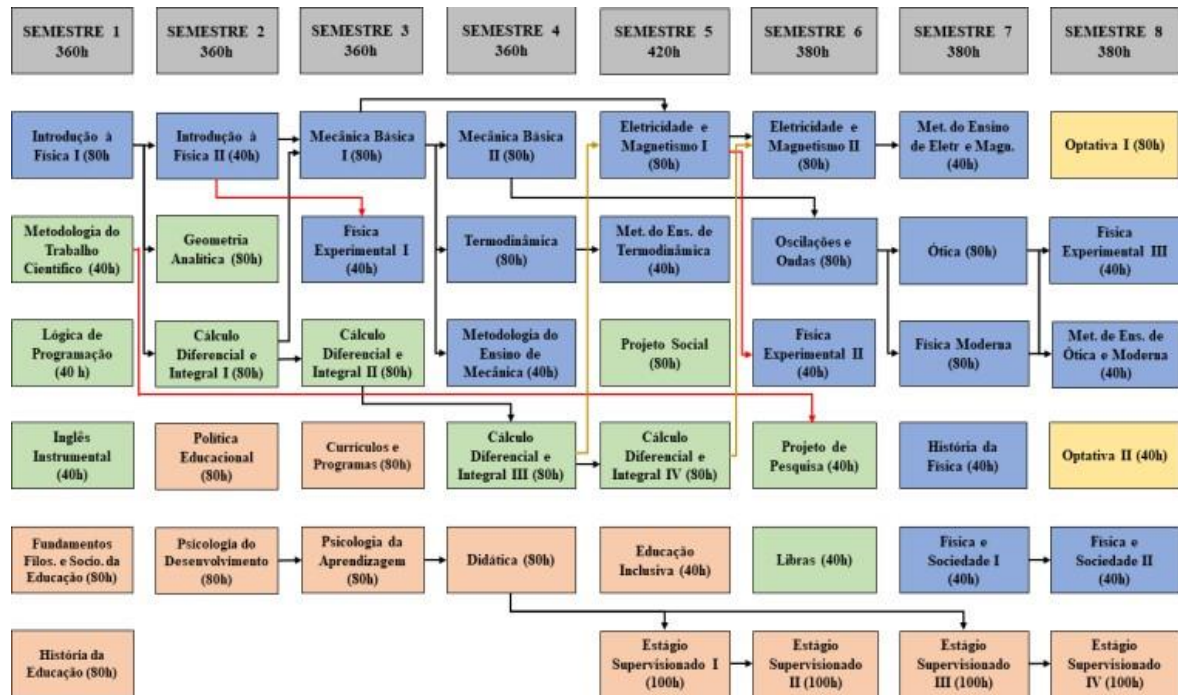 SEMESTRE 1
360h
SEMESTRE 2
360h
SEMESTRE 3
360h
SEMESTRE 4
360h
SEMESTRE 5
420h
SEMESTRE 6
380h
SEMESTRE 7
380h
SEMESTRE 8
380h
Introdução à
Física I (80h
Introdução à
Física II (40h)
Mecânica Básica
I (80h)
Mecânica Básica
II (80h)
Eletricidade e
Magnetismo I
(80h)
Eletricidade e
Magnetismo II
(80h)
Met. do Ensino
de Eletr e Magn.
(40h)
Optativa I (80h)
Metodologia do
Trabalho
Científico (40h)
Geometria
Analítica (80h)
Física
Experimental I
(40h)
Termodinâmica
(80h)
Met. do Ens. de
Termodinâmica
(40h)
Oscilações e
Ondas (80h)
Ótica (80h)
Física
Experimental III
(40h)
Lógica de
Programação
(40 h)
Cálculo
Diferencial e
Integral I (80h)
Cálculo
Diferencial e
Integral II (80h)
Metodologia do
Ensino de
Mecânica (40h)
Projeto Social
(80h)
Física
Experimental II
(40h)
Física Moderna
(80h)
Met. de Ens. de
Ótica e Moderna
(40h)
Inglês
Instrumental
(40h)
Política
Educacional
(80h)
Currículos e
Programas (80h)
Cálculo
Diferencial e
Integral III (80h)
Cálculo
Diferencial e
Integral IV (80h)
Projeto de
Pesquisa (40h)
História da
Física (40h)
Optativa II (40h)
Fundamentos
Filos. e Socio. da
Educação (80h)
Psicologia do
Desenvolvimento
(80h)
Psicologia da
Aprendizagem
(80h)
Didática (80h)
Educação
Inclusiva (40h)
Libras (40h)
Física e
Sociedade I
(40h)
Física e
Sociedade II
(40h)
História da
Educação (80h)
Estágio
Supervisionado I
(100h)
Estágio
Supervisionado
II (100h)
Estágio
Supervisionado
III (100h)
Estágio
Supervisionado
IV (100h)